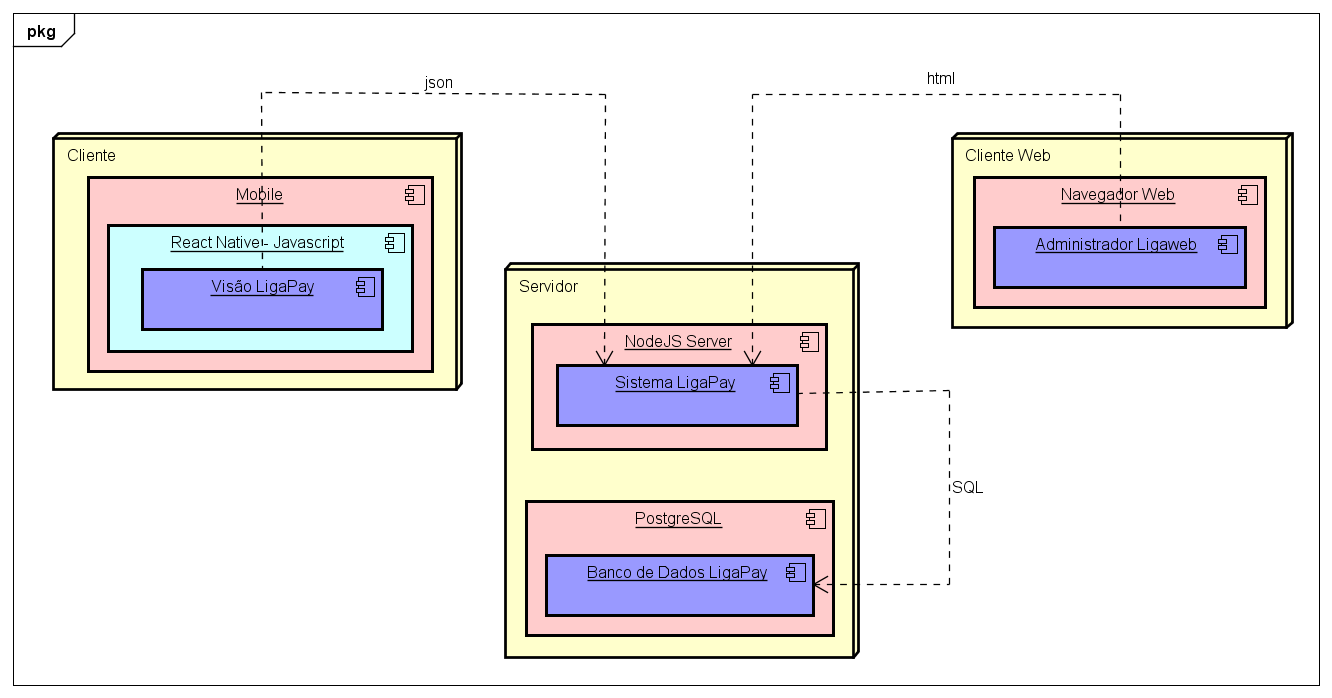 pkg
json
html
Cliente
Mobile
React Native - Javascript
Visão LigaPay
Cliente Web
Navegador Web
Administrador Ligaweb
Servidor
NodeJS Server
Sistema LigaPay
SQL
PostgreSQL
Banco de Dados LigaPay